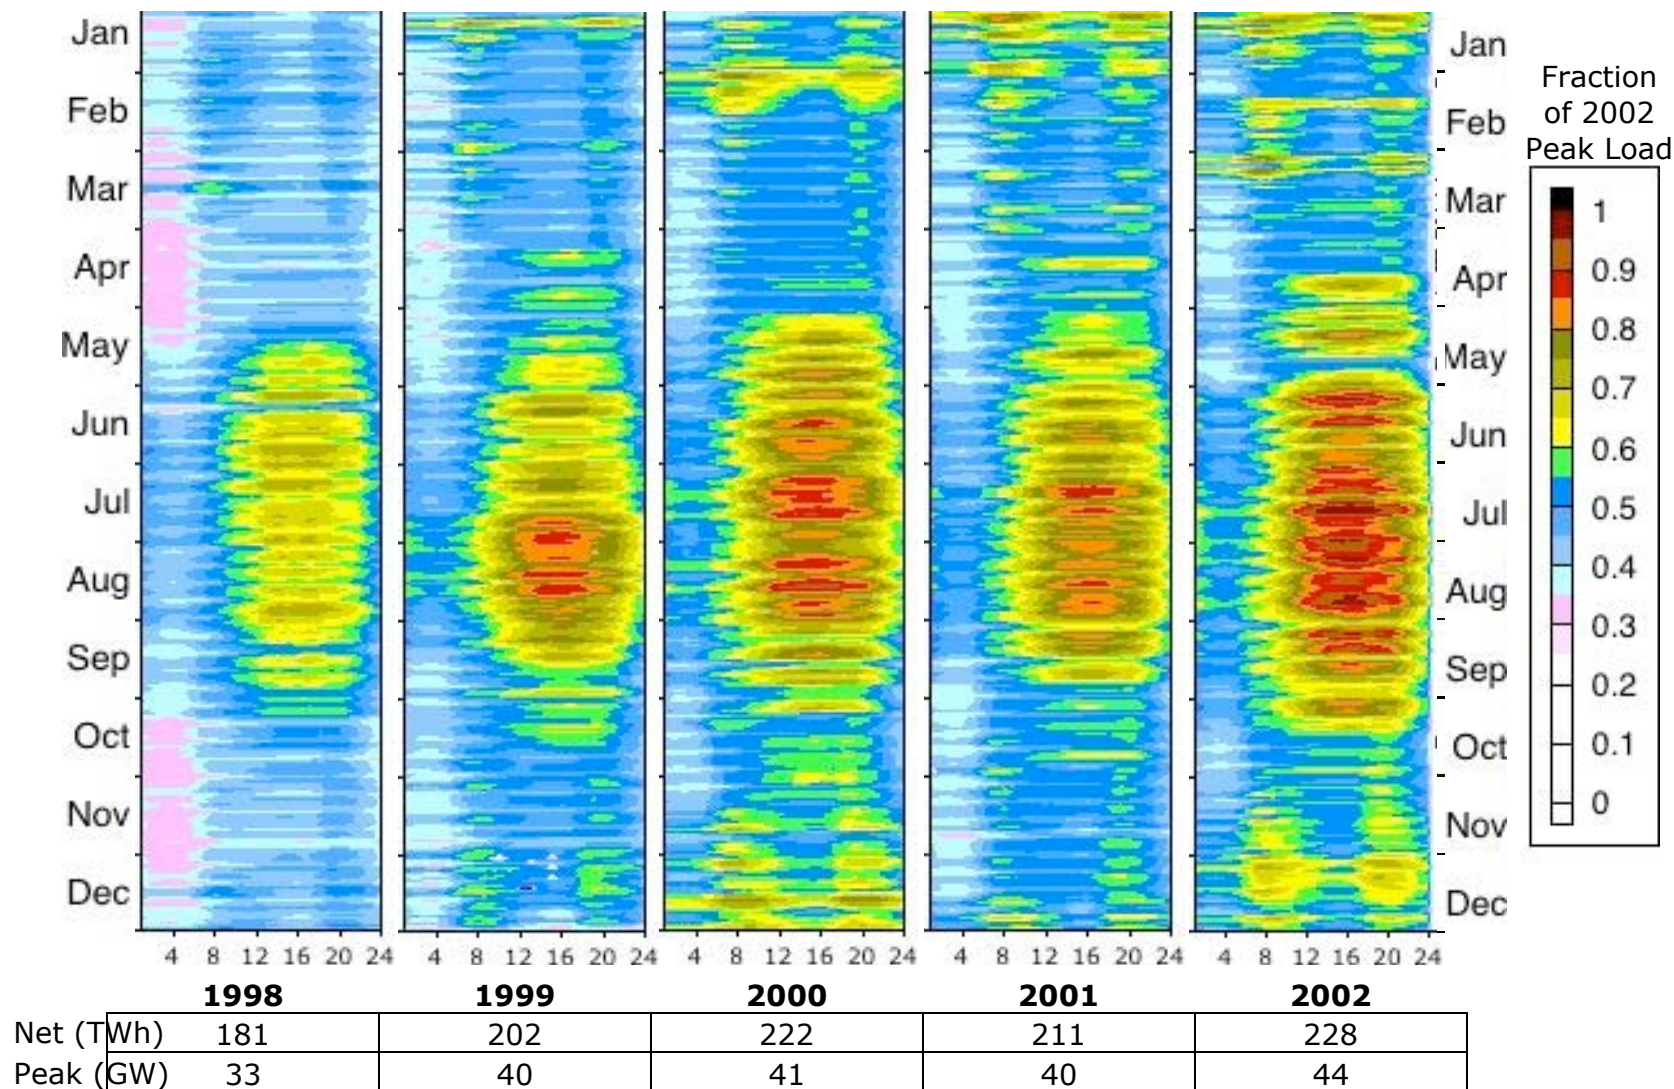 Jan
Feb
Mar
Apr
May
Jun
Jul
Aug
Sep
Oct
Nov
Dec
4 8 12 16 20 24
4 8 12 16 20 24
4 8 12 16 20 24
4 8 12 16 20 24
4 8 12 16 20 24
Jan
Feb
Mar
Apr
May
Jun
Jul
Aug
Sep
Oct
Nov
Dec
Fraction
of 2002
Peak Load
1
0.9
0.8
0.7
0.6
0.5
0.4
0.3
0.2
0.1
0
1998 1999 2000 2001 2002
Net (TWh) 181 202 222 211 228
Peak (GW) 33 40 41 40 44